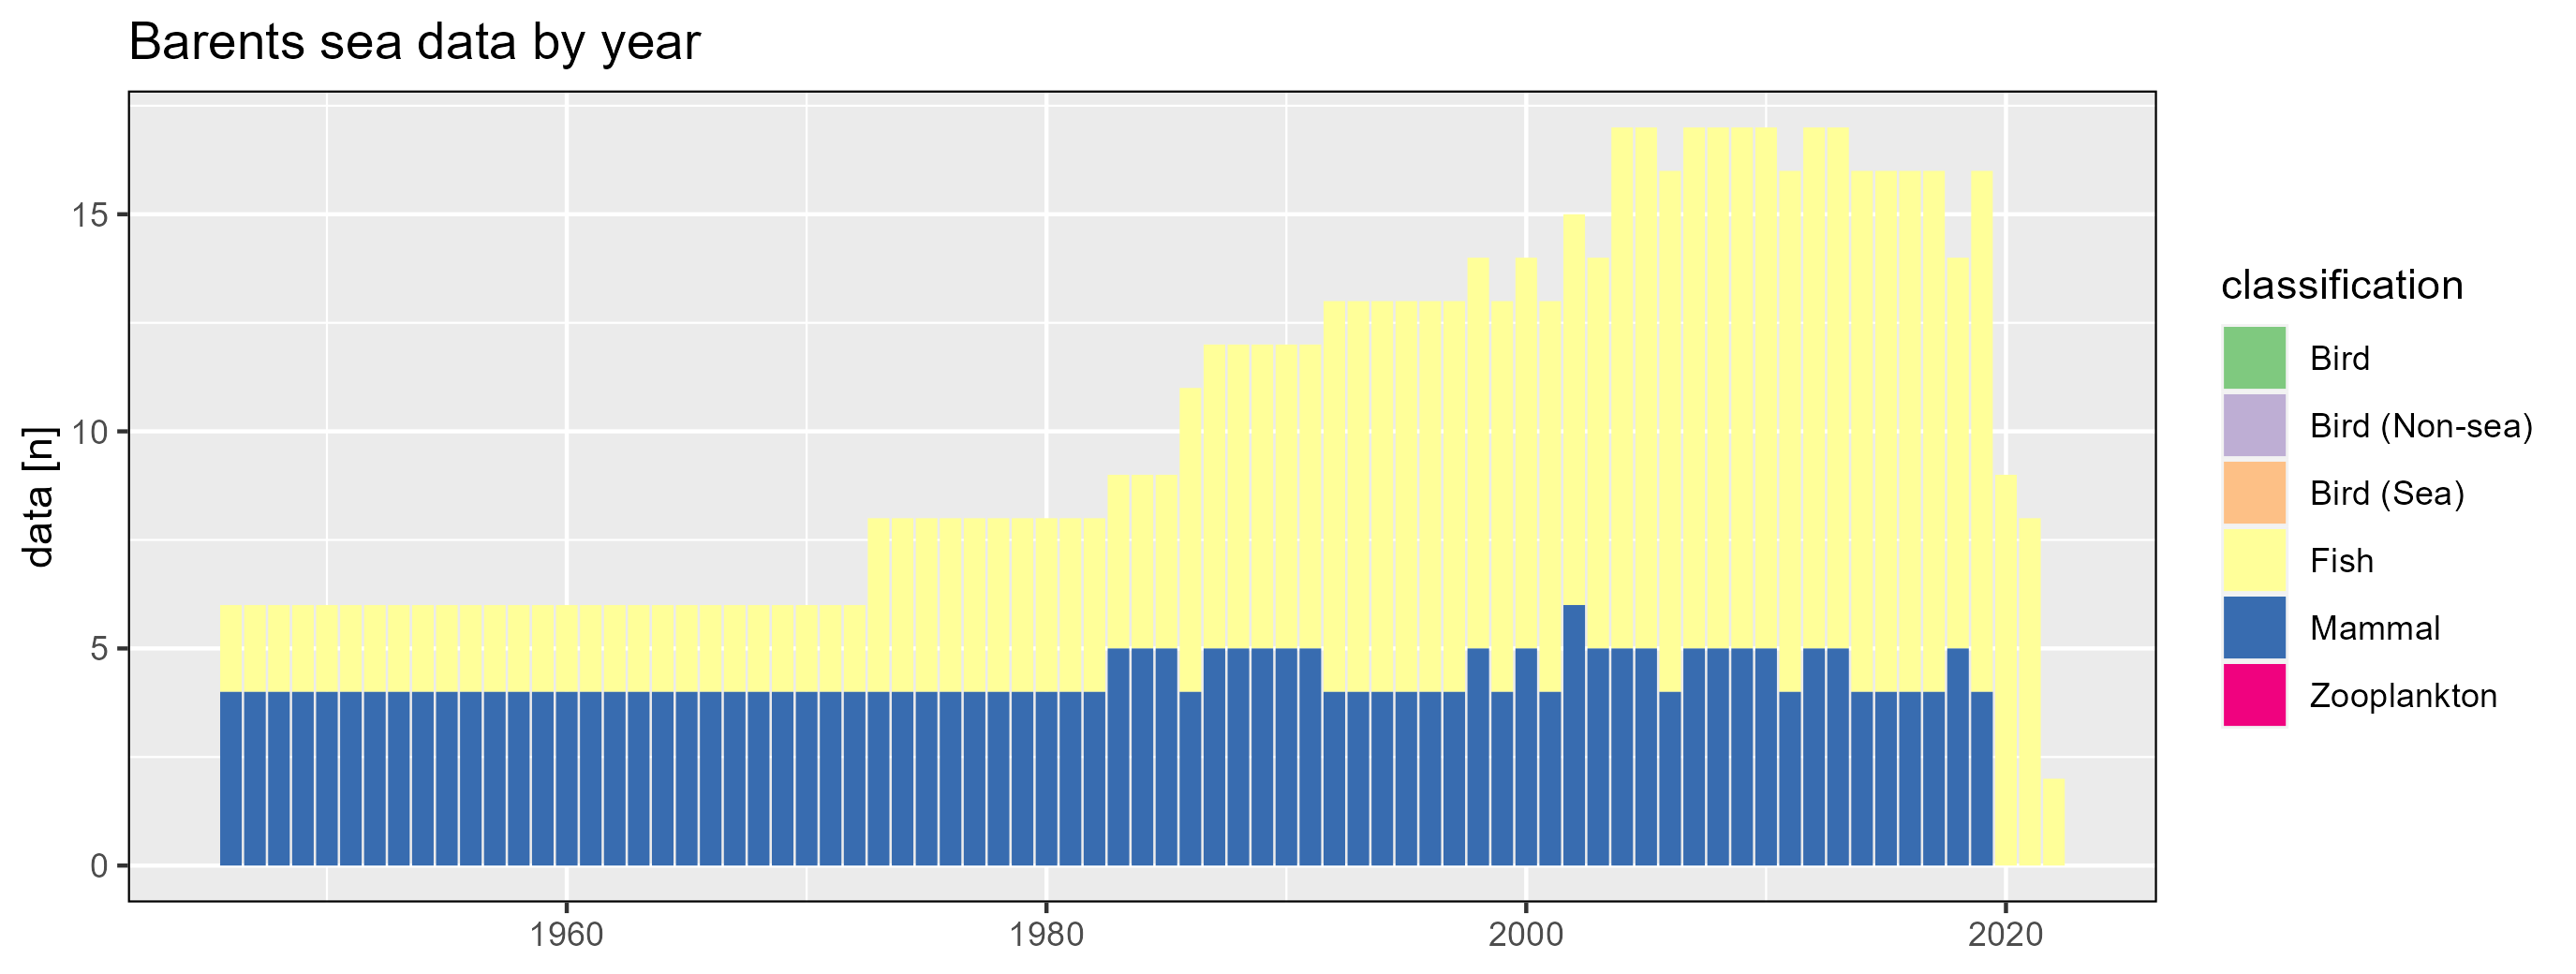 Barents sea data by year
data [n]
15
10
5
0
1960
1980
2000
2020
classification
Bird
Bird (Non-sea)
Bird (Sea)
Fish
Mammal
Zooplankton